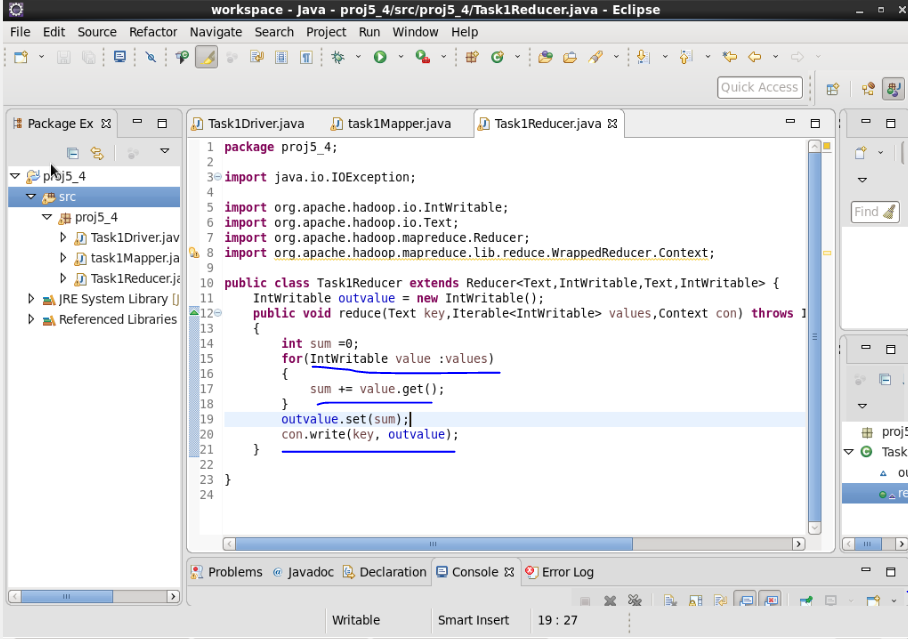 workspace - Java - proj5_4/src/proj5_4/Task1Reducer.java - Eclipse
File Edit Source Refactor Navigate Search Project Run Window Help
Quick Access
Package Ex
proj5_4
src
proj5_4
Task1Driver.jav
task1Mapper.ja
Task1Reducer.ja
JRE System Library [J
Referenced Libraries
Task1Driver.java task1Mapper.java Task1Reducer.java
1 package proj5_4;
2
3 import java.io.IOException;
4
5 import org.apache.hadoop.io.IntWritable;
6 import org.apache.hadoop.io.Text;
7 import org.apache.hadoop.mapreduce.Reducer;
8 import org.apache.hadoop.mapreduce.lib.reduce.WrappedReducer.Context;
9
10 public class Task1Reducer extends Reducer<Text,IntWritable,Text,IntWritable> {
11 IntWritable outvalue = new IntWritable();
12 public void reduce(Text key,Iterable<IntWritable> values,Context con) throws I
13 {
14 int sum =0;
15 for(IntWritable value :values)
16 {
17 sum += value.get();
18 }
19 outvalue.set(sum);
20 con.write(key, outvalue);
21 }
22
23 }
24
Find
proj5
Task
ou
re
Problems @ Javadoc Declaration Console Error Log
Writable Smart Insert 19 : 27